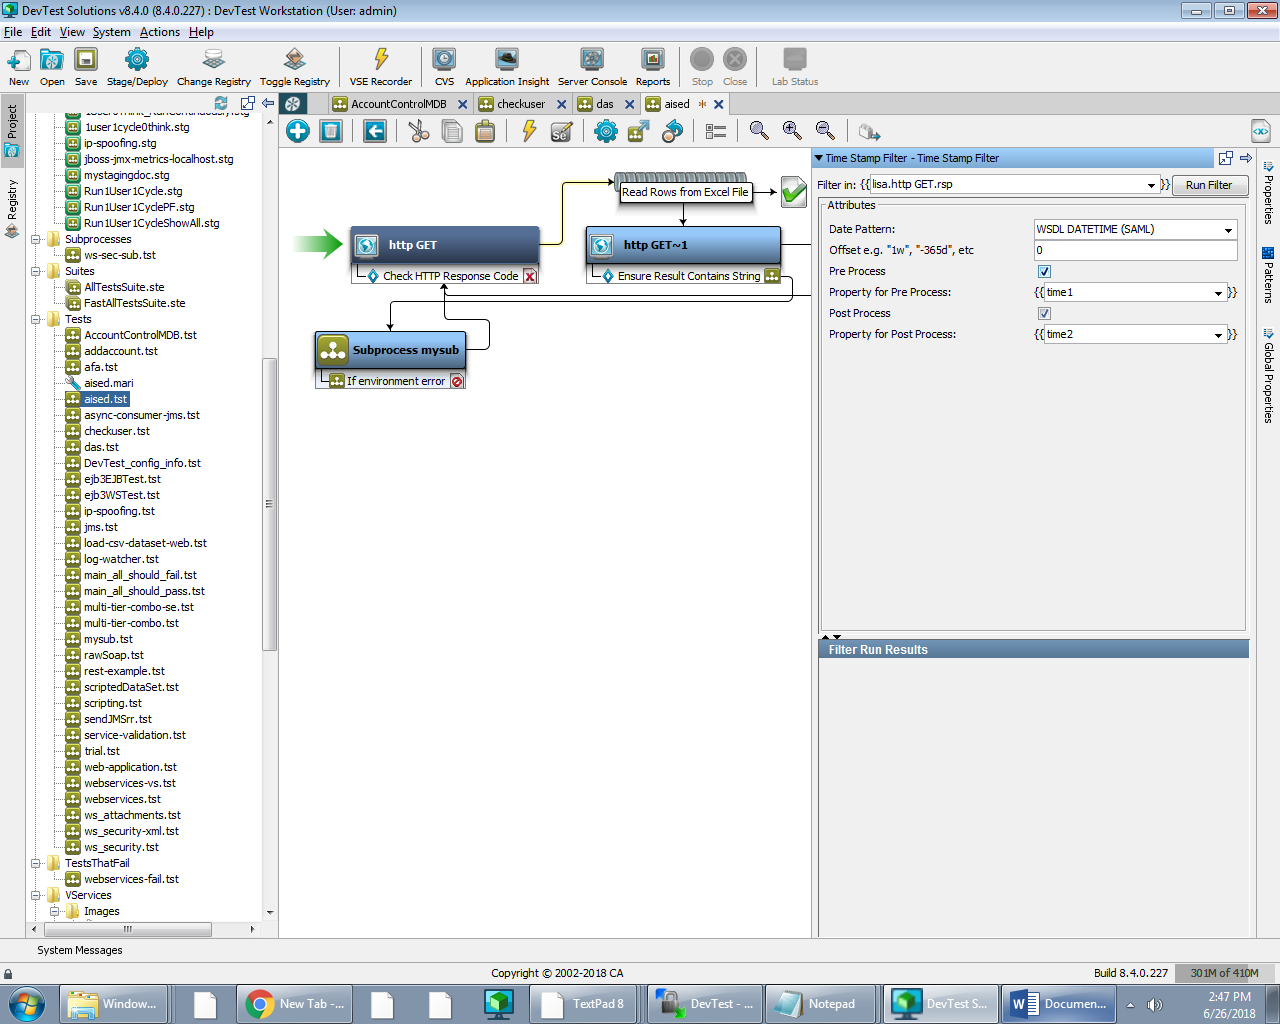 DevTest Solutions v8.4.0 (8.4.0.227) : DevTest Workstation (User: admin)
File Edit View System Actions Help
New Open Save Stage/Deploy Change Registry Toggle Registry VSE Recorder CVS Application Insight Server Console Reports Stop Close Lab Status
Project
Registry
1user1cycle0think.stg
ip-spoofing.stg
jboss-jmx-metrics-localhost.stg
mystagingdoc.stg
Run1User1Cycle.stg
Run1User1CyclePF.stg
Run1User1CycleShowAll.stg
Subprocesses
ws-sec-sub.tst
Suites
AllTestsSuite.ste
FastAllTestsSuite.ste
Tests
AccountControlMDB.tst
addaccount.tst
afa.tst
aised.mari
aised.tst
async-consumer-jms.tst
checkuser.tst
das.tst
DevTest_config_info.tst
ejb3EJBTest.tst
ejb3WSTest.tst
ip-spoofing.tst
jms.tst
load-csv-dataset-web.tst
log-watcher.tst
main_all_should_fail.tst
main_all_should_pass.tst
multi-tier-combo-se.tst
multi-tier-combo.tst
mysub.tst
rawSoap.tst
rest-example.tst
scriptedDataSet.tst
scripting.tst
sendJMSrr.tst
service-validation.tst
trial.tst
web-application.tst
webservices-vs.tst
webservices.tst
ws_attachments.tst
ws_security-xml.tst
ws_security.tst
TestsThatFail
webservices-fail.tst
VServices
Images
AccountControlMDB checkuser das aised
Read Rows from Excel File
http GET
Check HTTP Response Code
http GET~1
Ensure Result Contains String
Subprocess mysub
If environment error
Time Stamp Filter - Time Stamp Filter
Filter in: {{lisa.http GET.rsp }} Run Filter
Attributes
Date Pattern: WSDL DATETIME (SAML)
Offset e.g. "1w", "-365d", etc 0
Pre Process
Property for Pre Process: {{time1 }}
Post Process
Property for Post Process: {{time2 }}
Filter Run Results
Properties
Patterns
Global Properties
System Messages
Copyright © 2002-2018 CA
Build 8.4.0.227 301M of 410M
Window... New Tab -... TextPad 8 DevTest - ... Notepad DevTest S... Documen...
2:47 PM
6/26/2018